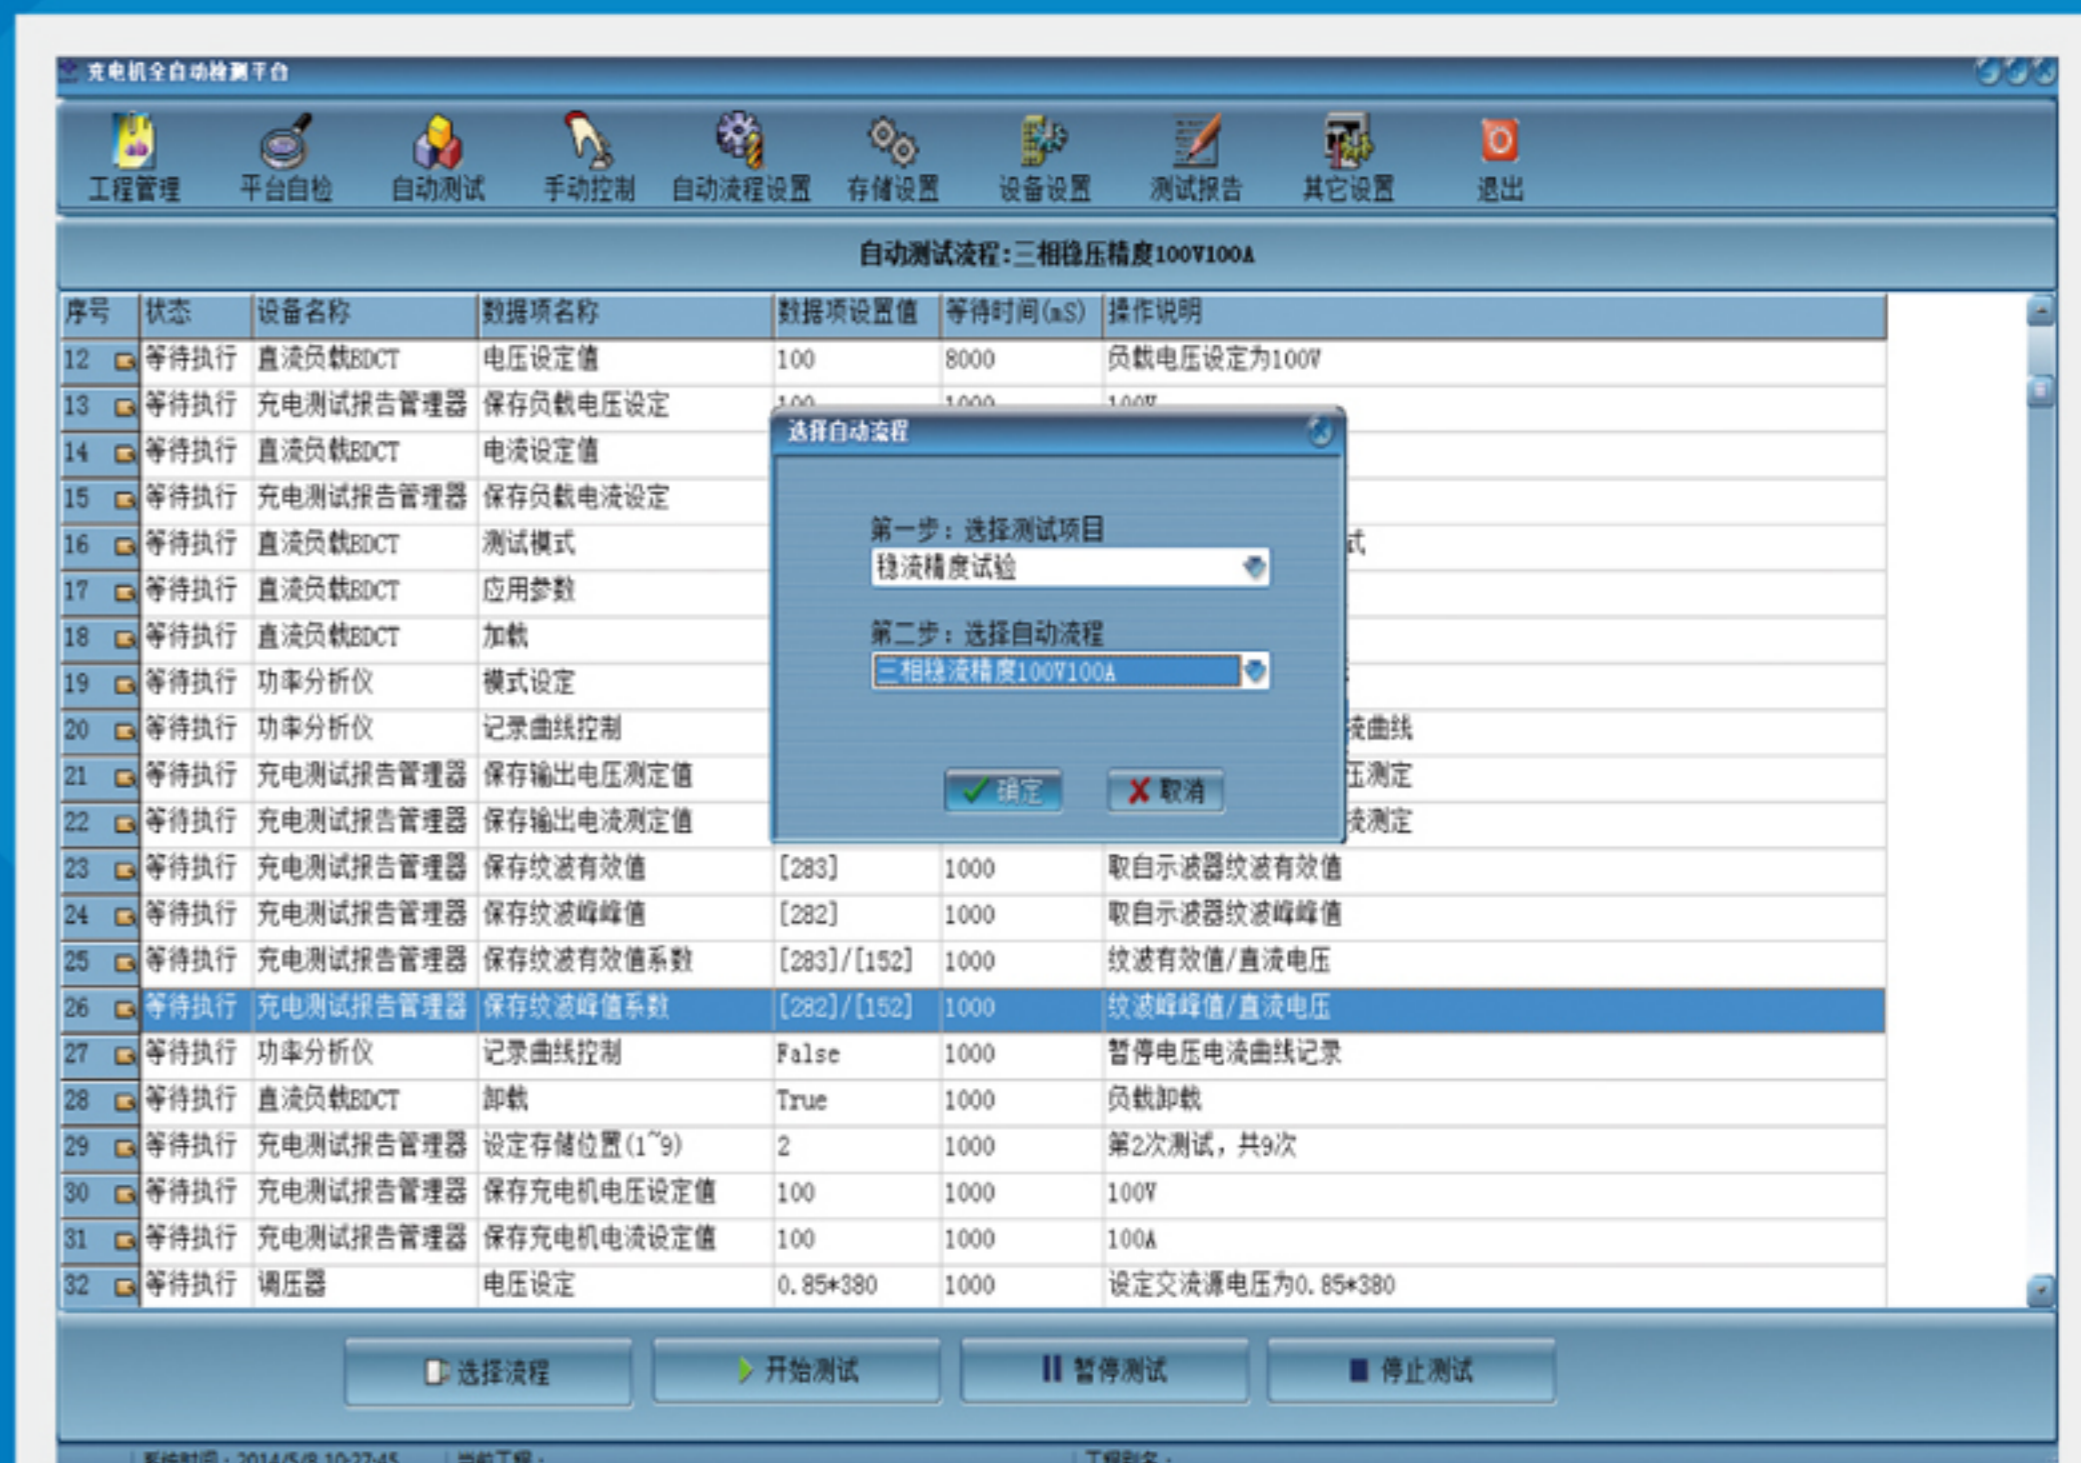 充电机全自动检测平台
工程管理 平台自检 自动测试 手动控制 自动流程设置 存储设置 设备设置 测试报告 其它设置 退出
自动测试流程:三相稳压精度100V100A
序号 状态 设备名称 数据项名称 数据项设置值 等待时间(mS) 操作说明
12 等待执行 直流负载BDCT 电压设定值 100 8000 负载电压设定为100V
13 等待执行 充电测试报告管理器 保存负载电压设定 100 1000 100V
14 等待执行 直流负载BDCT 电流设定值
15 等待执行 充电测试报告管理器 保存负载电流设定
16 等待执行 直流负载BDCT 测试模式 式
17 等待执行 直流负载BDCT 应用参数
18 等待执行 直流负载BDCT 加载
19 等待执行 功率分析仪 模式设定
20 等待执行 功率分析仪 记录曲线控制 流曲线
21 等待执行 充电测试报告管理器 保存输出电压测定值 压测定
22 等待执行 充电测试报告管理器 保存输出电流测定值 流测定
23 等待执行 充电测试报告管理器 保存纹波有效值 [283] 1000 取自示波器纹波有效值
24 等待执行 充电测试报告管理器 保存纹波峰峰值 [282] 1000 取自示波器纹波峰峰值
25 等待执行 充电测试报告管理器 保存纹波有效值系数 [283]/[152] 1000 纹波有效值/直流电压
26 等待执行 充电测试报告管理器 保存纹波峰值系数 [282]/[152] 1000 纹波峰峰值/直流电压
27 等待执行 功率分析仪 记录曲线控制 False 1000 暂停电压电流曲线记录
28 等待执行 直流负载BDCT 卸载 True 1000 负载卸载
29 等待执行 充电测试报告管理器 设定存储位置(1~9) 2 1000 第2次测试，共9次
30 等待执行 充电测试报告管理器 保存充电机电压设定值 100 1000 100V
31 等待执行 充电测试报告管理器 保存充电机电流设定值 100 1000 100A
32 等待执行 调压器 电压设定 0.85*380 1000 设定交流源电压为0.85*380
选择自动流程
第一步：选择测试项目
稳流精度试验
第二步：选择自动流程
三相稳流精度100V100A
确定 取消
选择流程 开始测试 暂停测试 停止测试
系统时间：2014/5/8 10:27:45 当前工程： 工程别名：